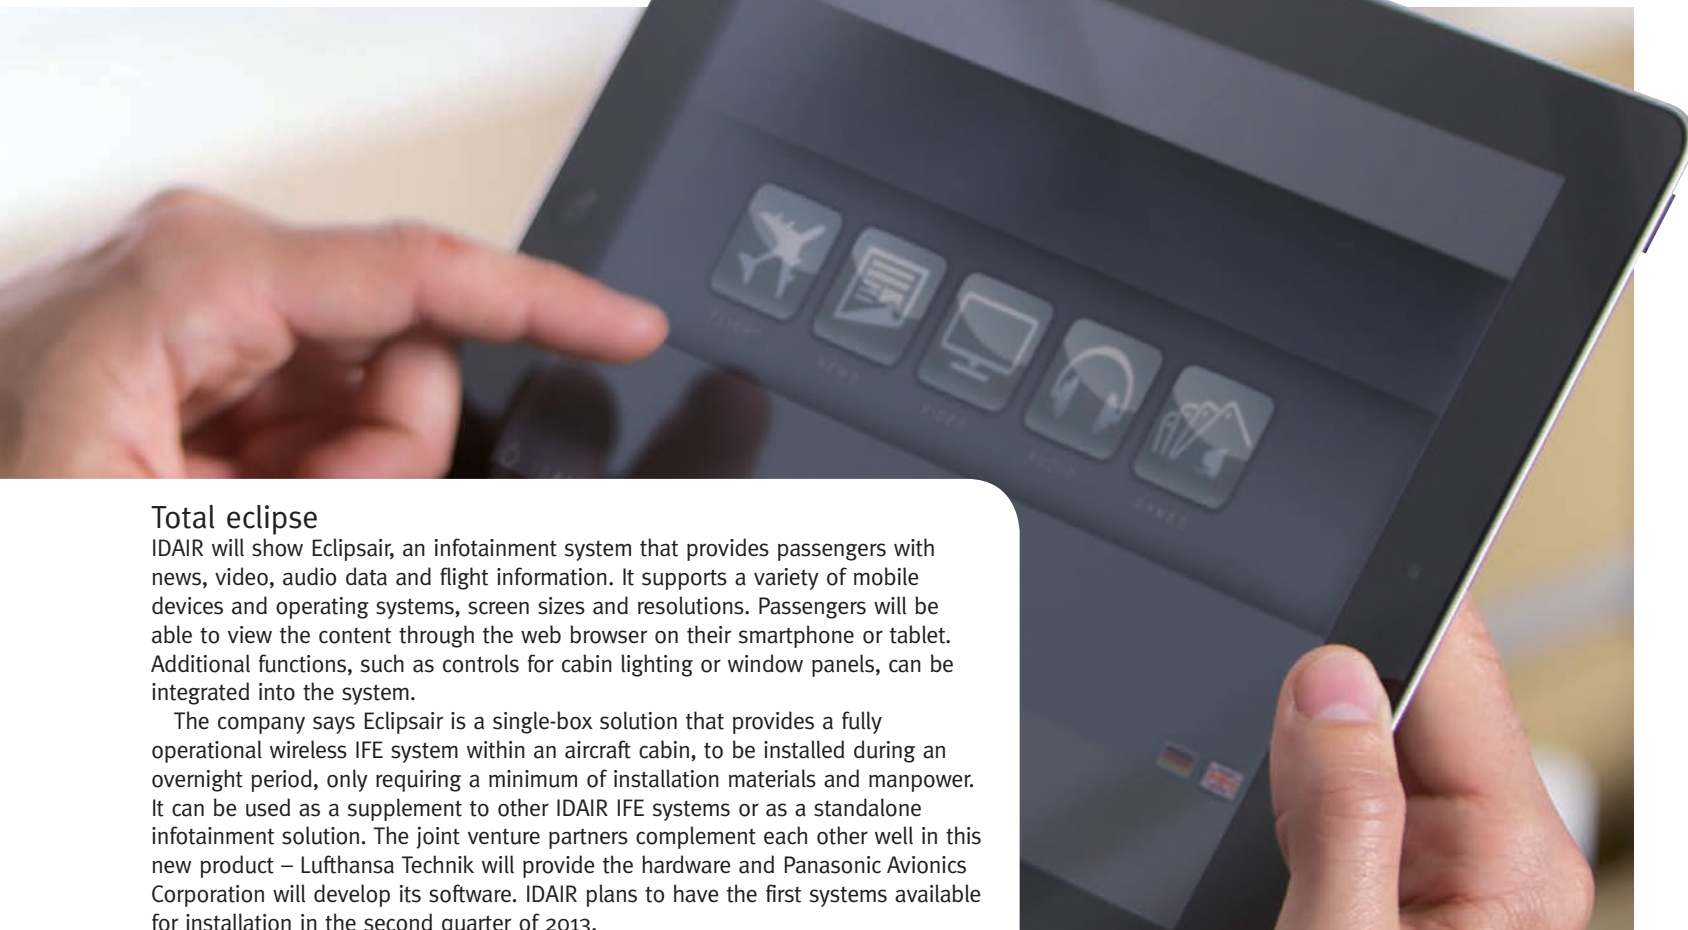 FLIGHT
NEWS
VIDEO
AUDIO
GAMES
Total eclipse
IDAIR will show Eclipsair, an infotainment system that provides passengers with
news, video, audio data and flight information. It supports a variety of mobile
devices and operating systems, screen sizes and resolutions. Passengers will be
able to view the content through the web browser on their smartphone or tablet.
Additional functions, such as controls for cabin lighting or window panels, can be
integrated into the system.
The company says Eclipsair is a single-box solution that provides a fully
operational wireless IFE system within an aircraft cabin, to be installed during an
overnight period, only requiring a minimum of installation materials and manpower.
It can be used as a supplement to other IDAIR IFE systems or as a standalone
infotainment solution. The joint venture partners complement each other well in this
new product – Lufthansa Technik will provide the hardware and Panasonic Avionics
Corporation will develop its software. IDAIR plans to have the first systems available
for installation in the second quarter of 2013.